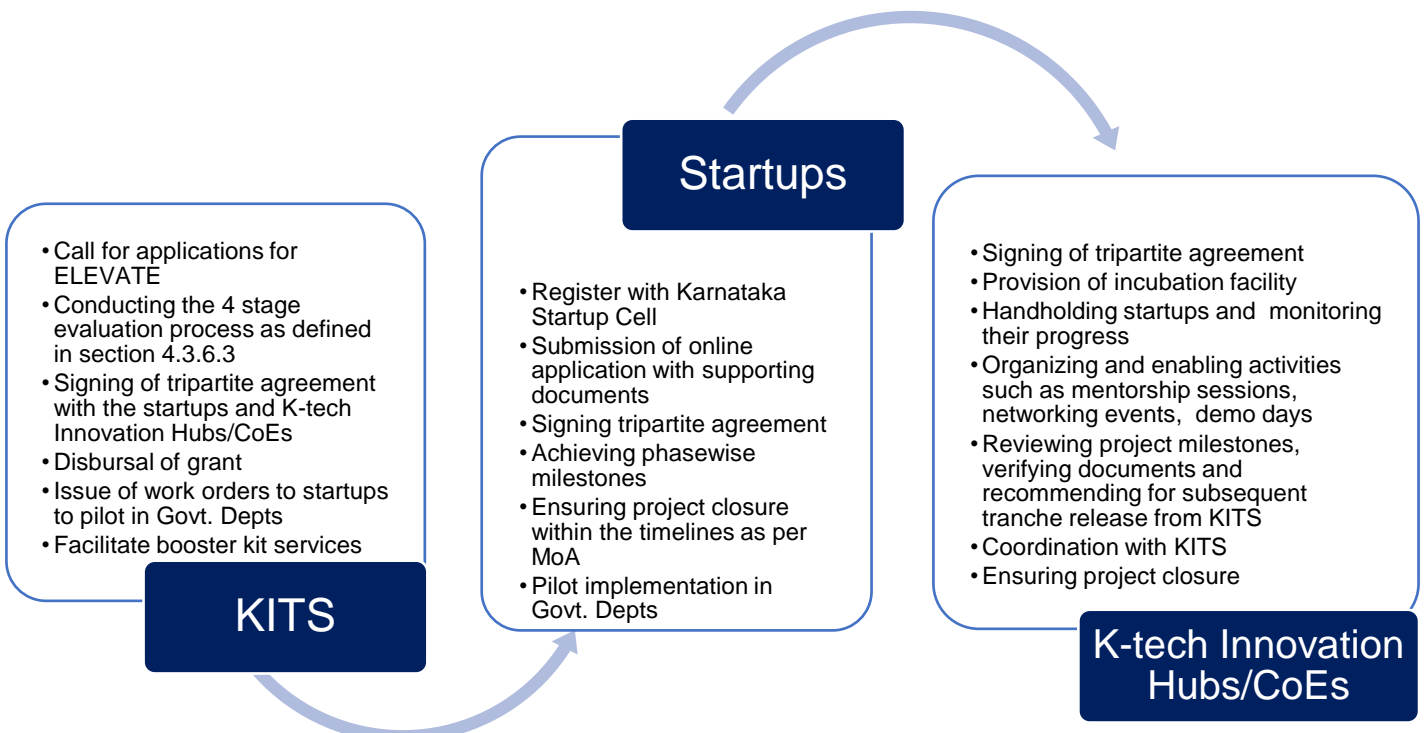 • Call for applications for
ELEVATE
• Conducting the 4 stage
evaluation process as defined
in section 4.3.6.3
• Signing of tripartite agreement
with the startups and K-tech
Innovation Hubs/CoEs
• Disbursal of grant
• Issue of work orders to startups
to pilot in Govt. Depts
• Facilitate booster kit services
KITS
Startups
• Register with Karnataka
Startup Cell
• Submission of online
application with supporting
documents
• Signing tripartite agreement
• Achieving phasewise
milestones
• Ensuring project closure
within the timelines as per
MoA
• Pilot implementation in
Govt. Depts
• Signing of tripartite agreement
• Provision of incubation facility
• Handholding startups and monitoring
their progress
• Organizing and enabling activities
such as mentorship sessions,
networking events, demo days
• Reviewing project milestones,
verifying documents and
recommending for subsequent
tranche release from KITS
• Coordination with KITS
• Ensuring project closure
K-tech Innovation
Hubs/CoEs